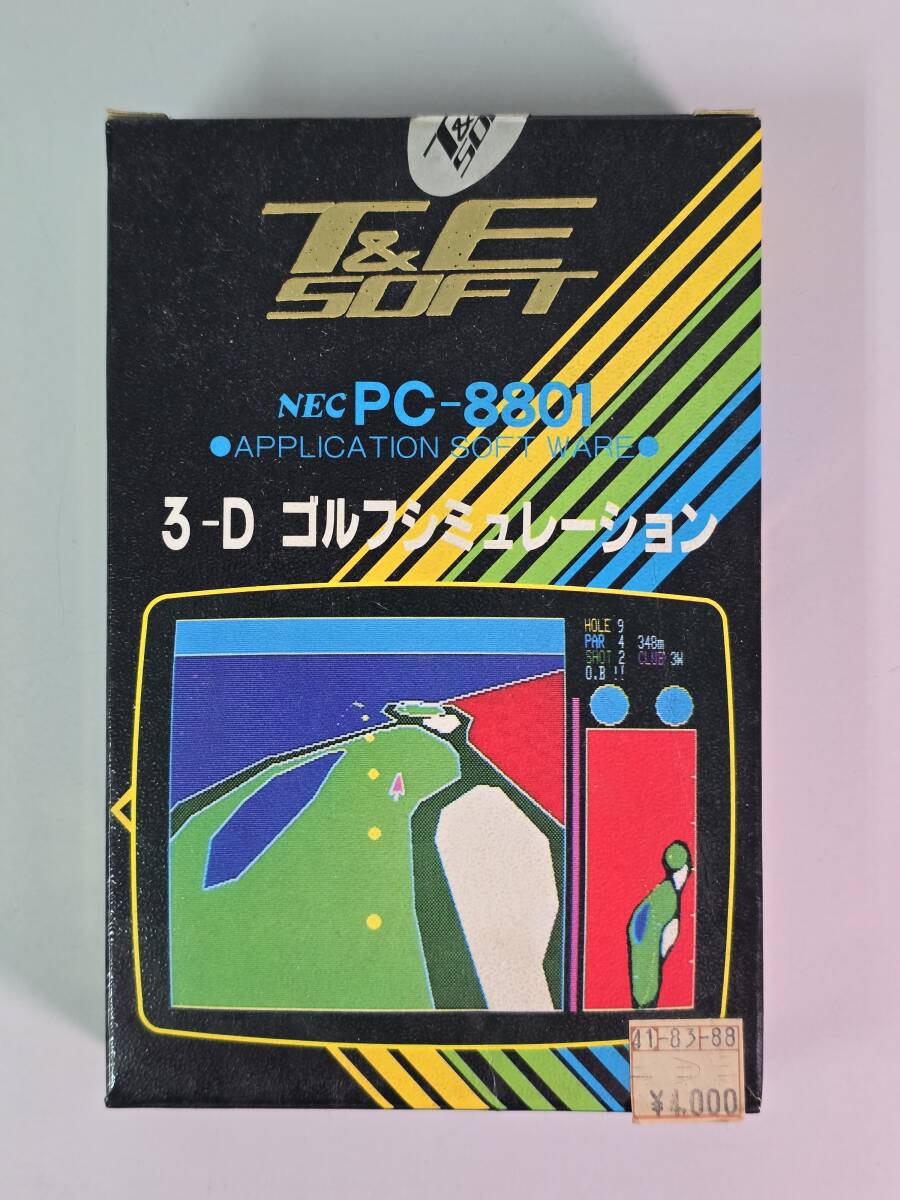 T&E
SOFT
T&E
SOFT
NEC PC-8801
●APPLICATION SOFT WARE●
3-D ゴルフシミュレーション
HOLE 9
PAR 4 348m
SHOT 2 CLUB 3W
O.B !!
41-83-88
¥4,000